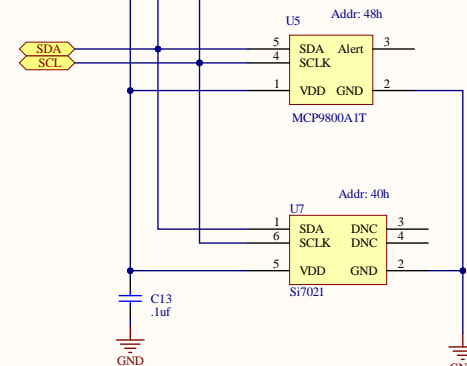 Addr: 48h
U5
SDA 5 SDA Alert 3
SCL 4 SCLK
1 VDD GND 2
MCP9800A1T
Addr: 40h
U7
1 SDA DNC 3
6 SCLK DNC 4
5 VDD GND 2
Si7021
C13
.1uf
GND